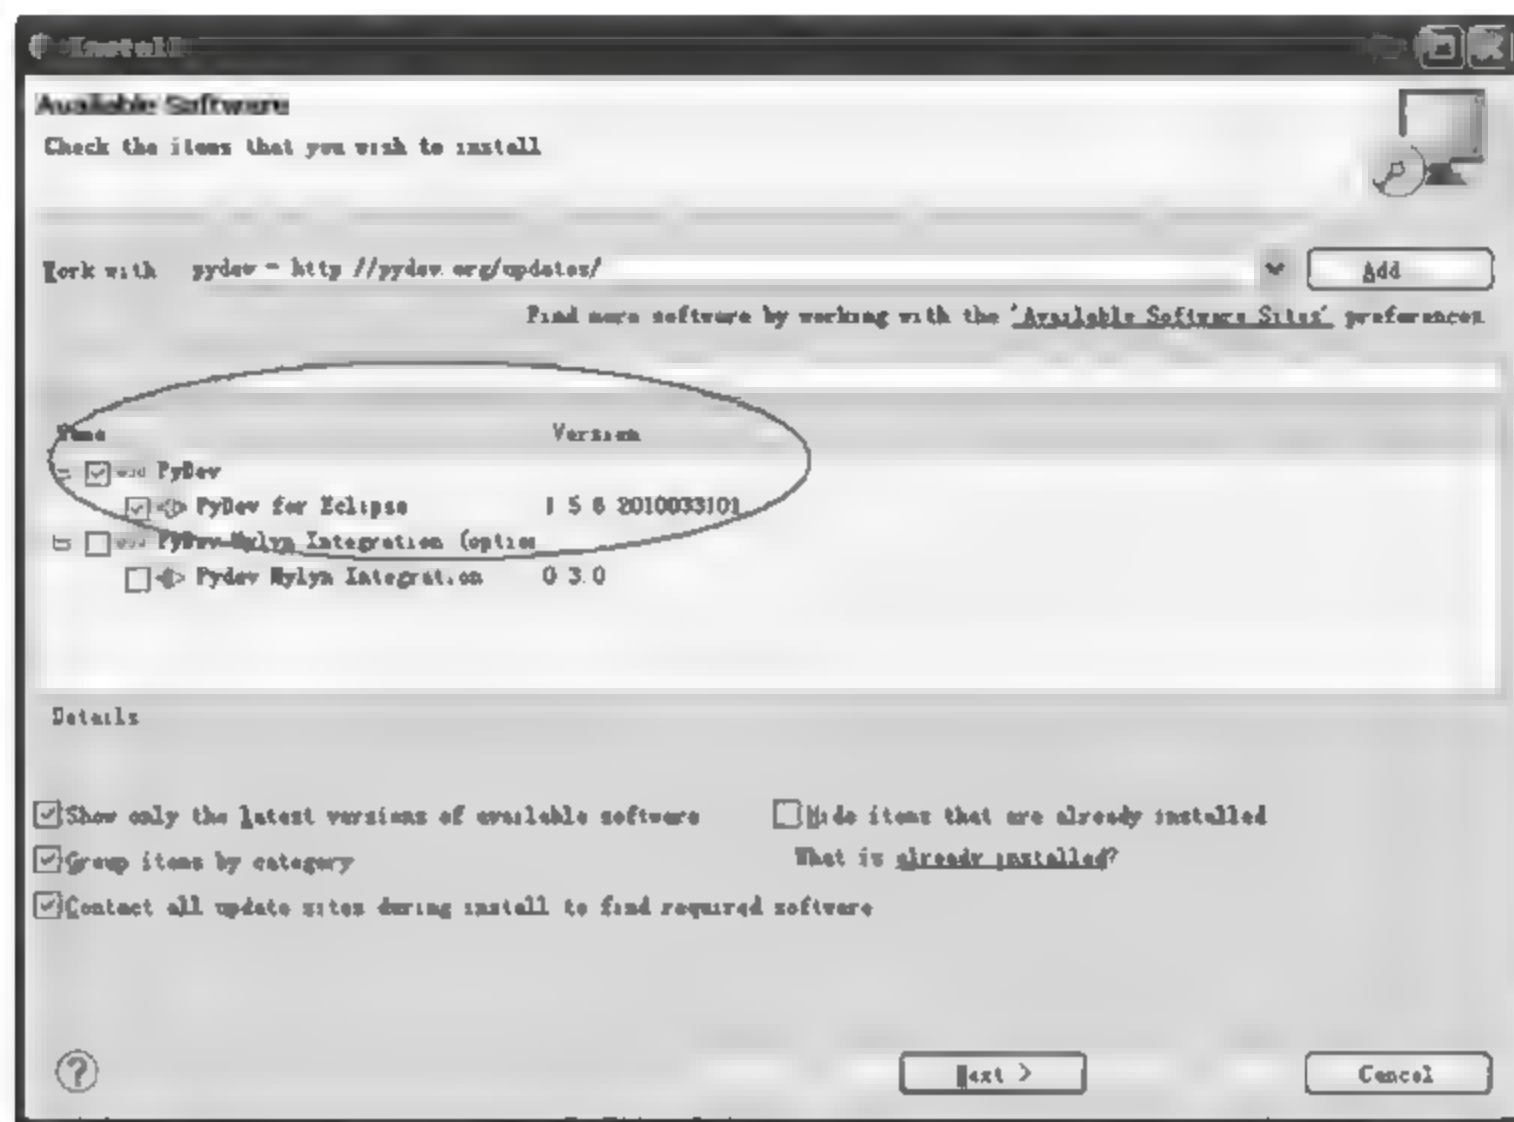 Install
Available Software
Check the items that you wish to install
Work with pydev - http //pydev.org/updates/ Add
Find more software by working with the 'Available Software Sites' preferences
Name Version
PyDev
PyDev for Eclipse 1 5 6 2010033101
PyDev Mylyn Integration (option
Pydev Mylyn Integration 0 3.0
Details
Show only the latest versions of available software Hide items that are already installed
Group items by category What is already installed?
Contact all update sites during install to find required software
? Next > Cancel